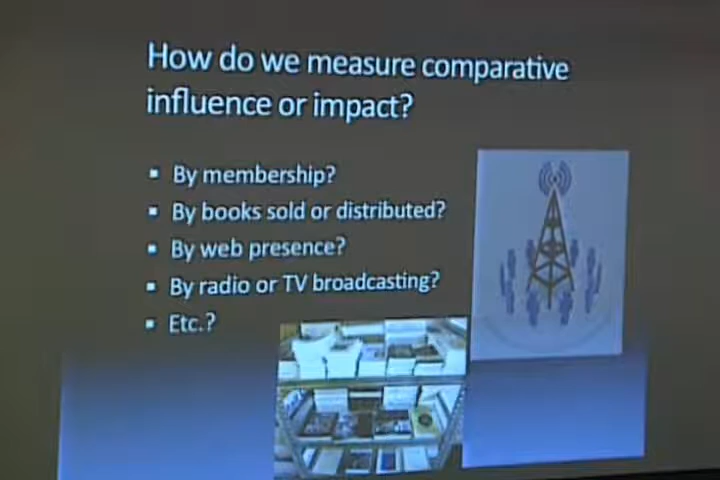 How do we measure comparative
influence or impact?
▪ By membership?
▪ By books sold or distributed?
▪ By web presence?
▪ By radio or TV broadcasting?
▪ Etc.?